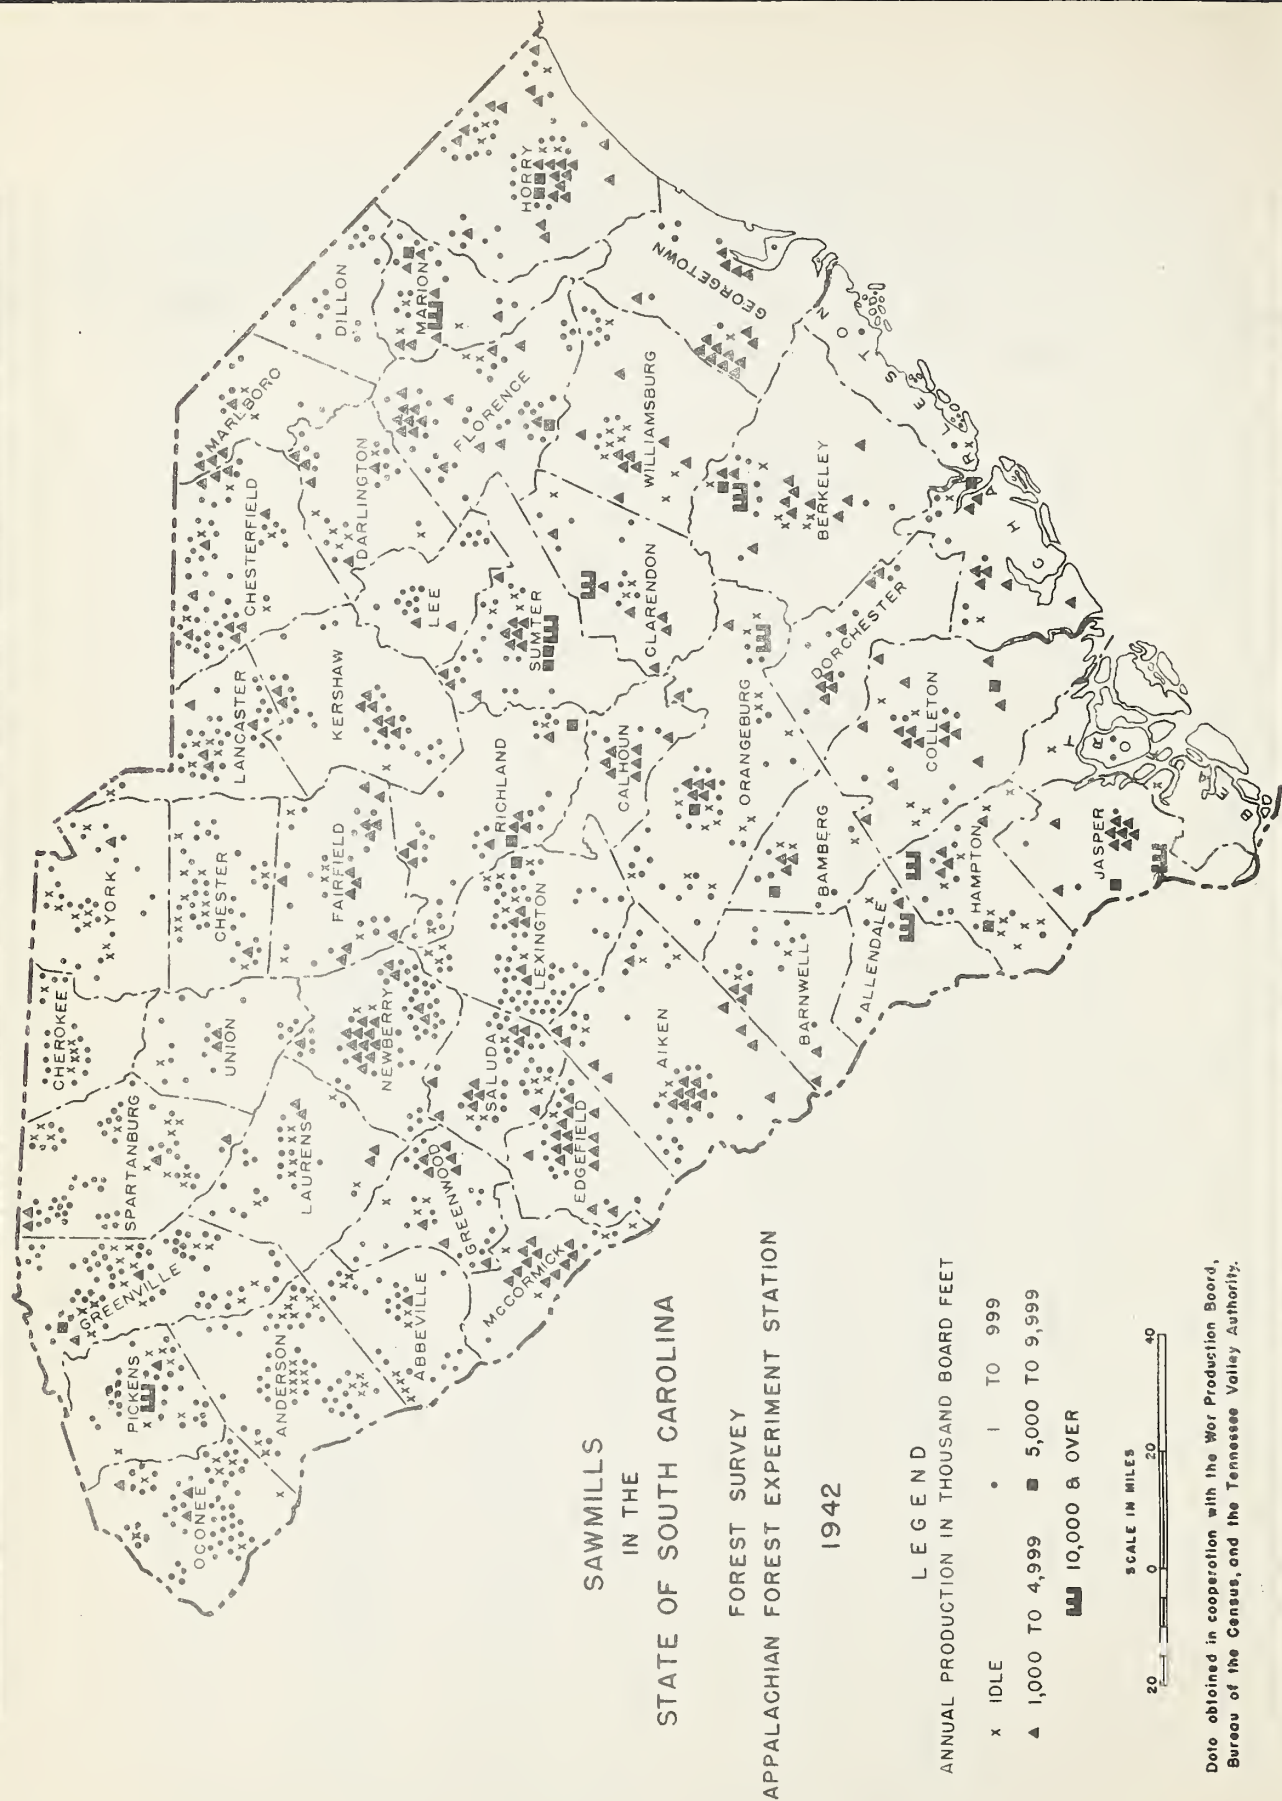 SAWMILLS
IN THE
STATE OF SOUTH CAROLINA
FOREST SURVEY
APPALACHIAN FOREST EXPERIMENT STATION
1942
LEGEND
ANNUAL PRODUCTION IN THOUSAND BOARD FEET
x IDLE • 1 TO 999
▲ 1,000 TO 4,999 ■ 5,000 TO 9,999
10,000 & OVER
SCALE IN MILES
20 0 20 40
Data obtained in cooperation with the War Production Board,
Bureau of the Census, and the Tennessee Valley Authority.
OCONEE
PICKENS
GREENVILLE
SPARTANBURG
CHEROKEE
YORK
ANDERSON
LAURENS
UNION
CHESTER
LANCASTER
CHESTERFIELD
MARLBORO
ABBEVILLE
GREENWOOD
NEWBERRY
FAIRFIELD
KERSHAW
DARLINGTON
DILLON
McCORMICK
SALUDA
LEXINGTON
RICHLAND
LEE
FLORENCE
MARION
EDGEFIELD
SUMTER
HORRY
AIKEN
CALHOUN
CLARENDON
WILLIAMSBURG
GEORGETOWN
BARNWELL
BAMBERG
ORANGEBURG
BERKELEY
ALLENDALE
DORCHESTER
HAMPTON
COLLETON
CHARLESTON
JASPER